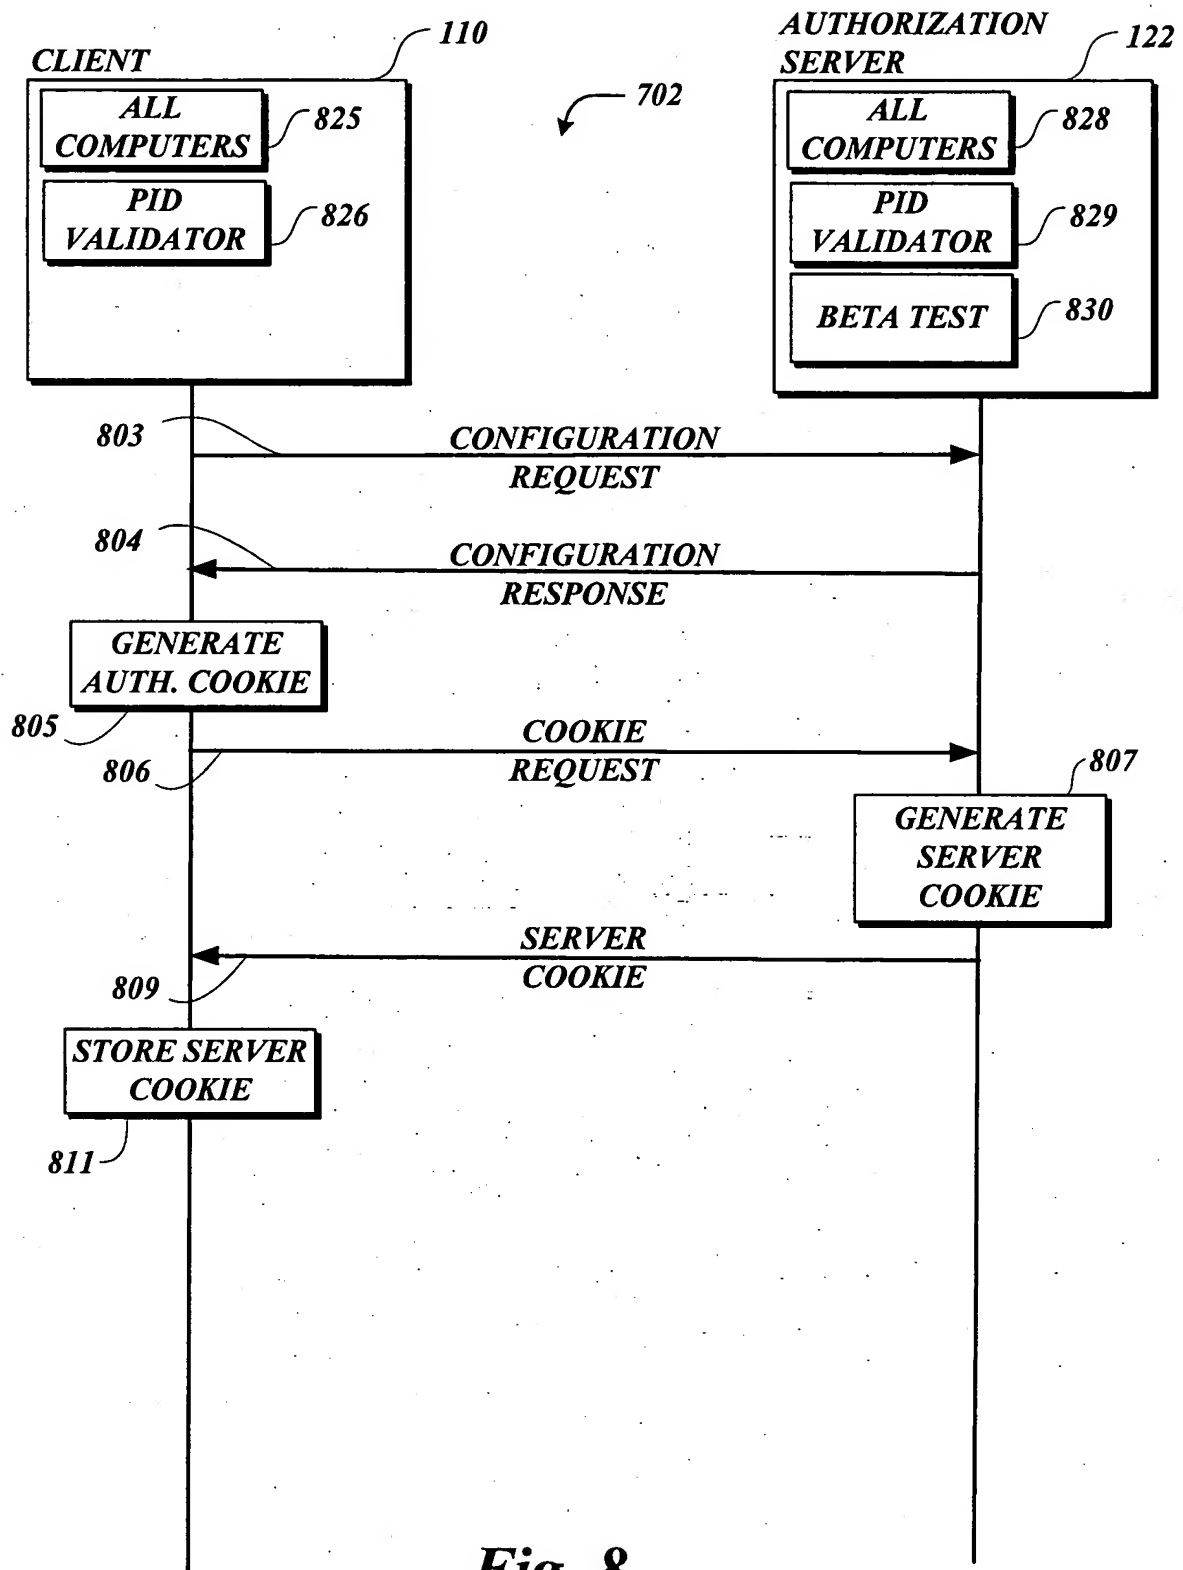 110
CLIENT
AUTHORIZATION
SERVER
122
702
ALL
COMPUTERS
825
PID
VALIDATOR
826
ALL
COMPUTERS
828
PID
VALIDATOR
829
BETA TEST
830
803
CONFIGURATION
REQUEST
804
CONFIGURATION
RESPONSE
GENERATE
AUTH. COOKIE
805
COOKIE
REQUEST
806
807
GENERATE
SERVER
COOKIE
SERVER
COOKIE
809
STORE SERVER
COOKIE
811
Fig. 8